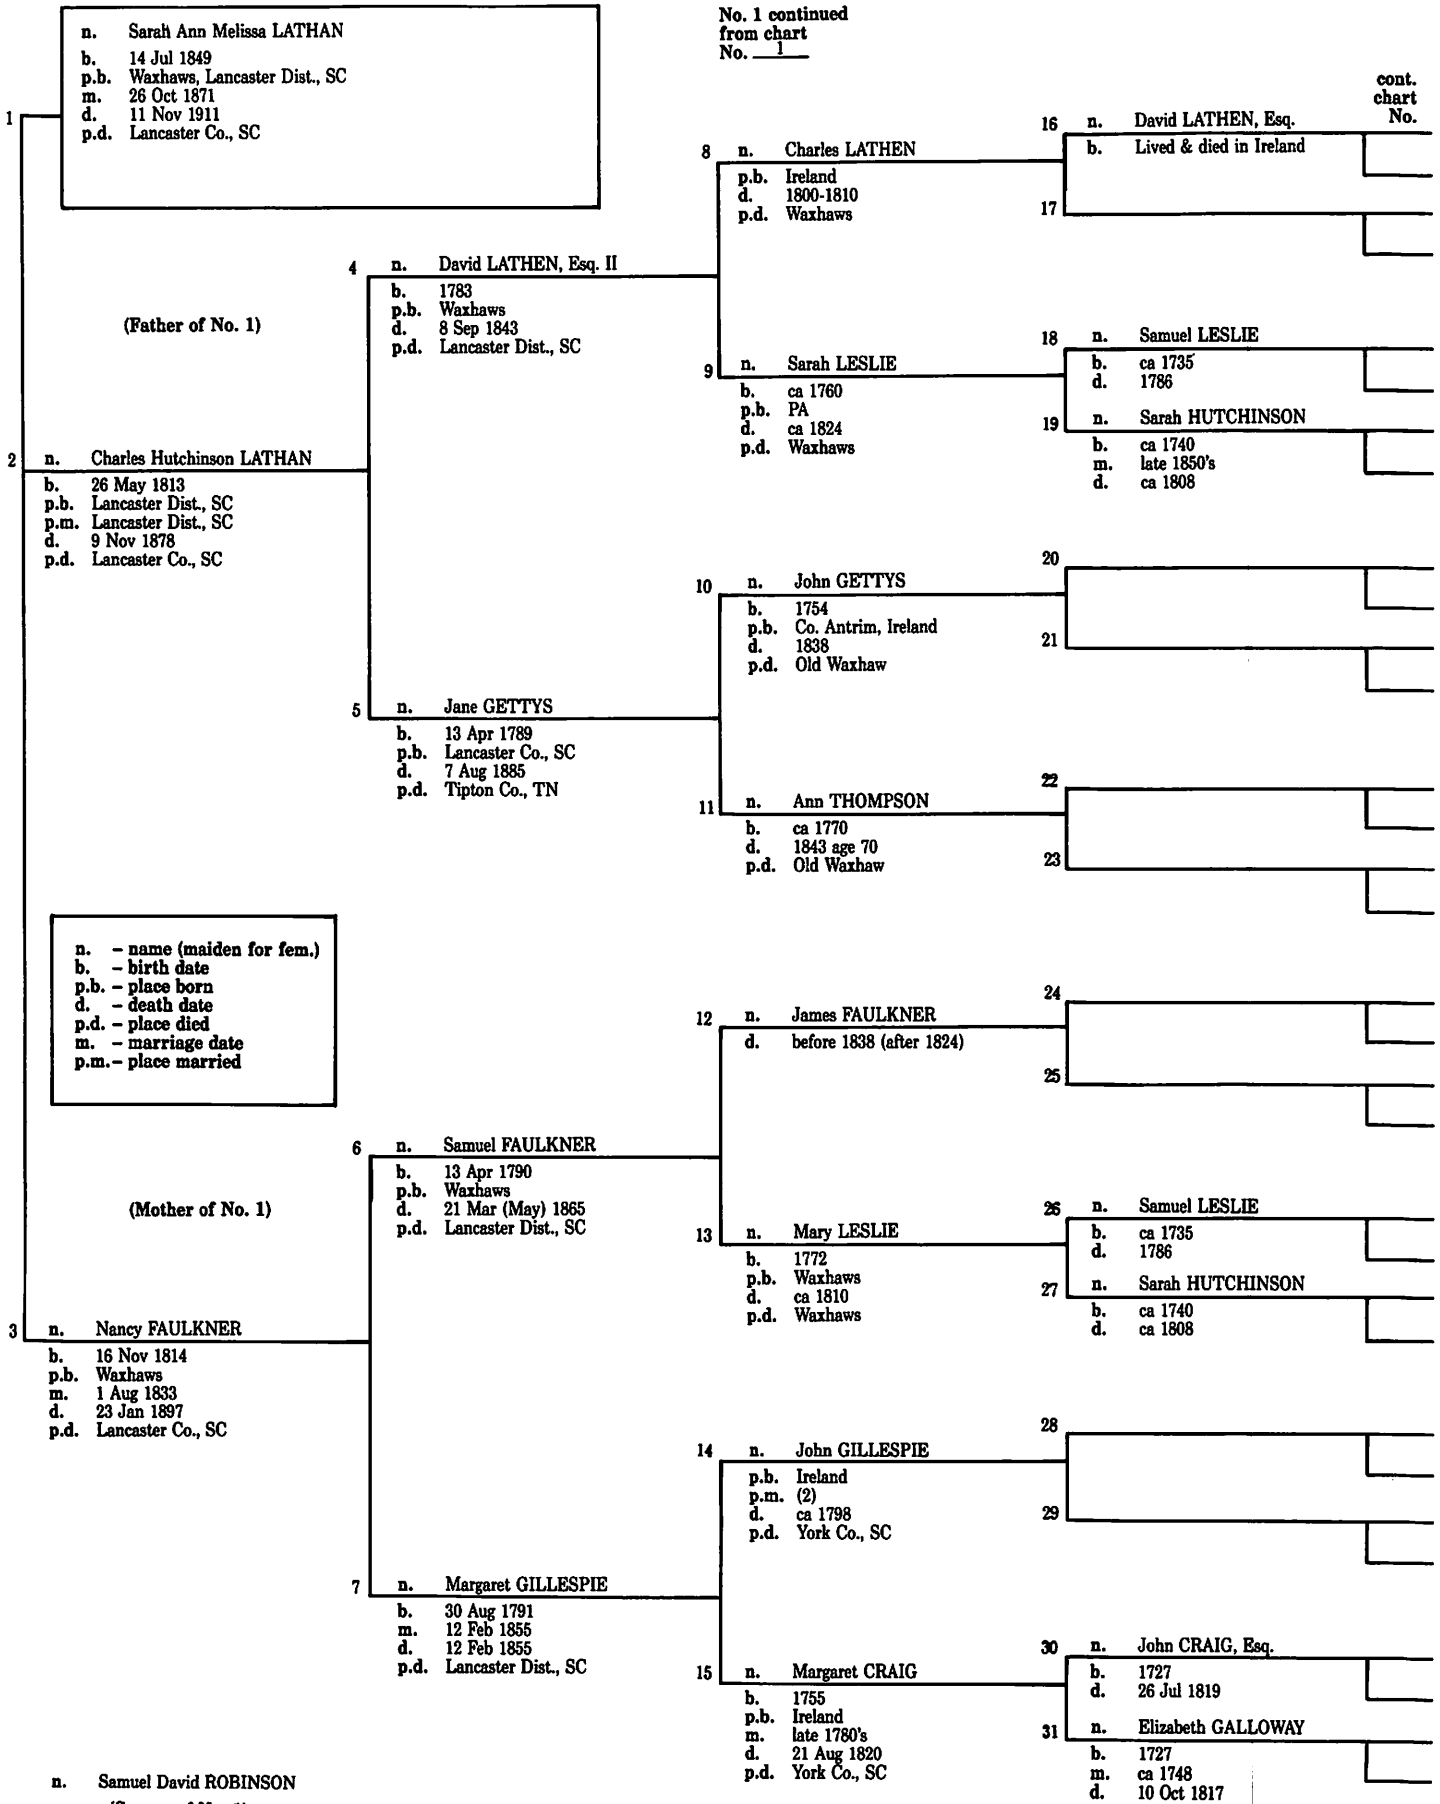 No. 1 continued
from chart
No. 1
cont.
chart
No.
1
n. Sarah Ann Melissa LATHAN
b. 14 Jul 1849
p.b. Waxhaws, Lancaster Dist., SC
m. 26 Oct 1871
d. 11 Nov 1911
p.d. Lancaster Co., SC
(Father of No. 1)
2 n. Charles Hutchinson LATHAN
b. 26 May 1813
p.b. Lancaster Dist., SC
p.m. Lancaster Dist., SC
d. 9 Nov 1878
p.d. Lancaster Co., SC
n. – name (maiden for fem.)
b. – birth date
p.b. – place born
d. – death date
p.d. – place died
m. – marriage date
p.m. – place married
(Mother of No. 1)
3 n. Nancy FAULKNER
b. 16 Nov 1814
p.b. Waxhaws
m. 1 Aug 1833
d. 23 Jan 1897
p.d. Lancaster Co., SC
n. Samuel David ROBINSON
4 n. David LATHEN, Esq. II
b. 1783
p.b. Waxhaws
d. 8 Sep 1843
p.d. Lancaster Dist., SC
5 n. Jane GETTYS
b. 13 Apr 1789
p.b. Lancaster Co., SC
d. 7 Aug 1885
p.d. Tipton Co., TN
6 n. Samuel FAULKNER
b. 13 Apr 1790
p.b. Waxhaws
d. 21 Mar (May) 1865
p.d. Lancaster Dist., SC
7 n. Margaret GILLESPIE
b. 30 Aug 1791
m. 12 Feb 1855
d. 12 Feb 1855
p.d. Lancaster Dist., SC
8 n. Charles LATHEN
p.b. Ireland
d. 1800-1810
p.d. Waxhaws
9 n. Sarah LESLIE
b. ca 1760
p.b. PA
d. ca 1824
p.d. Waxhaws
10 n. John GETTYS
b. 1754
p.b. Co. Antrim, Ireland
d. 1838
p.d. Old Waxhaw
11 n. Ann THOMPSON
b. ca 1770
d. 1843 age 70
p.d. Old Waxhaw
12 n. James FAULKNER
d. before 1838 (after 1824)
13 n. Mary LESLIE
b. 1772
p.b. Waxhaws
d. ca 1810
p.d. Waxhaws
14 n. John GILLESPIE
p.b. Ireland
p.m. (2)
d. ca 1798
p.d. York Co., SC
15 n. Margaret CRAIG
b. 1755
p.b. Ireland
m. late 1780's
d. 21 Aug 1820
p.d. York Co., SC
16 n. David LATHEN, Esq.
b. Lived & died in Ireland
17
18 n. Samuel LESLIE
b. ca 1735
d. 1786
19 n. Sarah HUTCHINSON
b. ca 1740
m. late 1850's
d. ca 1808
20
21
22
23
24
25
26 n. Samuel LESLIE
b. ca 1735
d. 1786
27 n. Sarah HUTCHINSON
b. ca 1740
d. ca 1808
28
29
30 n. John CRAIG, Esq.
b. 1727
d. 26 Jul 1819
31 n. Elizabeth GALLOWAY
b. 1727
m. ca 1748
d. 10 Oct 1817